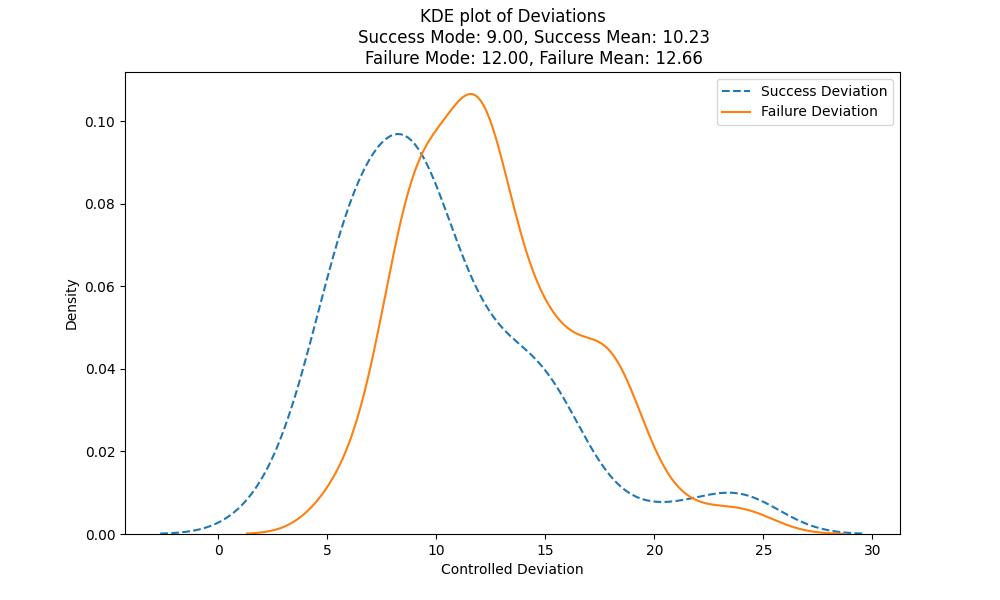 KDE plot of Deviations
Success Mode: 9.00, Success Mean: 10.23
Failure Mode: 12.00, Failure Mean: 12.66
Success Deviation
Failure Deviation
0.10
0.08
0.06
0.04
0.02
0.00
Density
0 5 10 15 20 25 30
Controlled Deviation